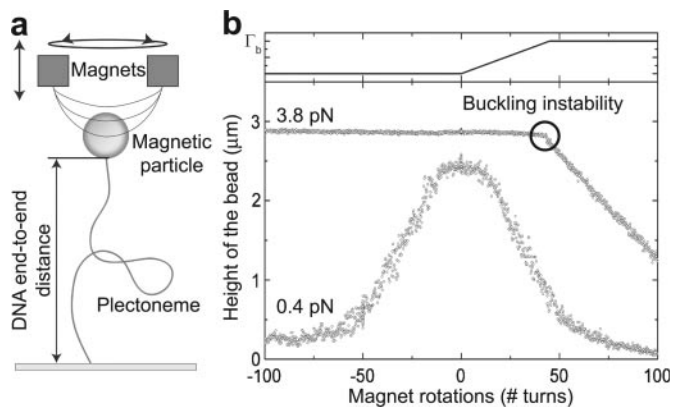 a
Magnets
Magnetic
particle
DNA end-to-end
distance
Plectoneme
b
Γb
3.8 pN
Buckling instability
0.4 pN
Height of the bead (μm)
3
2
1
0
-100 -50 0 50 100
Magnet rotations (# turns)